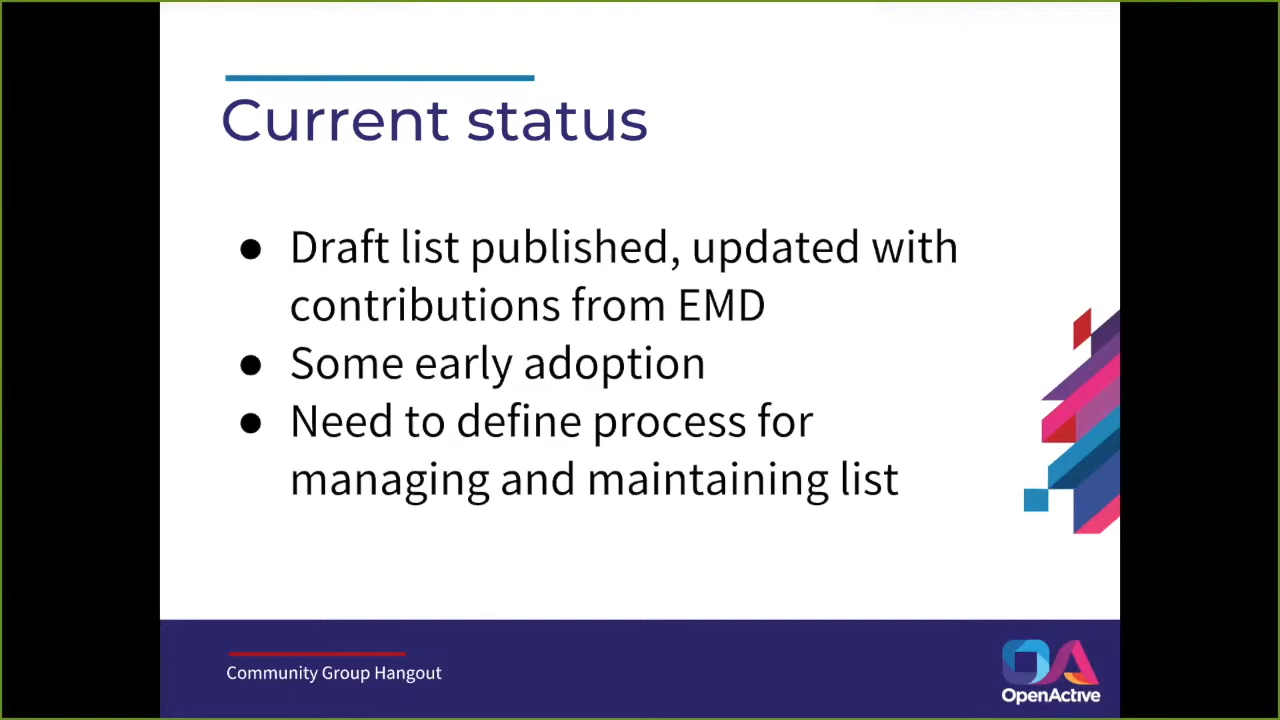 Current status
● Draft list published, updated with
contributions from EMD
● Some early adoption
● Need to define process for
managing and maintaining list
Community Group Hangout
OA
OpenActive